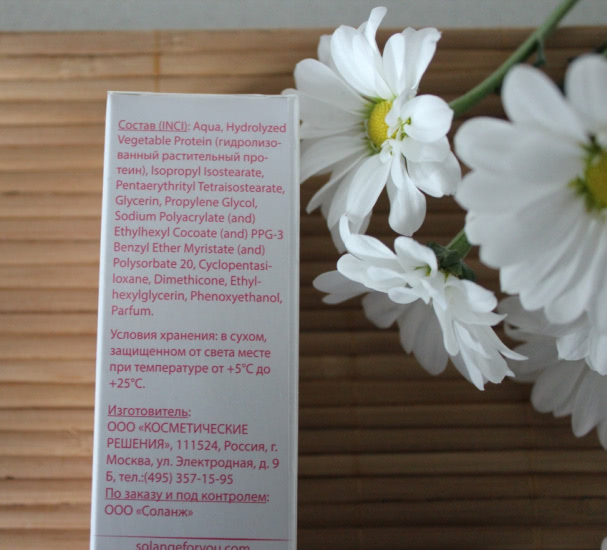 Состав (INCI): Aqua, Hydrolyzed
Vegetable Protein (гидролизо-
ванный растительный про-
теин), Isopropyl Isostearate,
Pentaerythrityl Tetraisostearate,
Glycerin, Propylene Glycol,
Sodium Polyacrylate (and)
Ethylhexyl Cocoate (and) PPG-3
Benzyl Ether Myristate (and)
Polysorbate 20, Cyclopentasi-
loxane, Dimethicone, Ethyl-
hexylglycerin, Phenoxyethanol,
Parfum.
Условия хранения: в сухом,
защищенном от света месте
при температуре от +5°С до
+25°С.
Изготовитель:
ООО «КОСМЕТИЧЕСКИЕ
РЕШЕНИЯ», 111524, Россия, г.
Москва, ул. Электродная, д. 9
Б, тел.:(495) 357-15-95
По заказу и под контролем:
ООО «Соланж»
solangeforyou.com